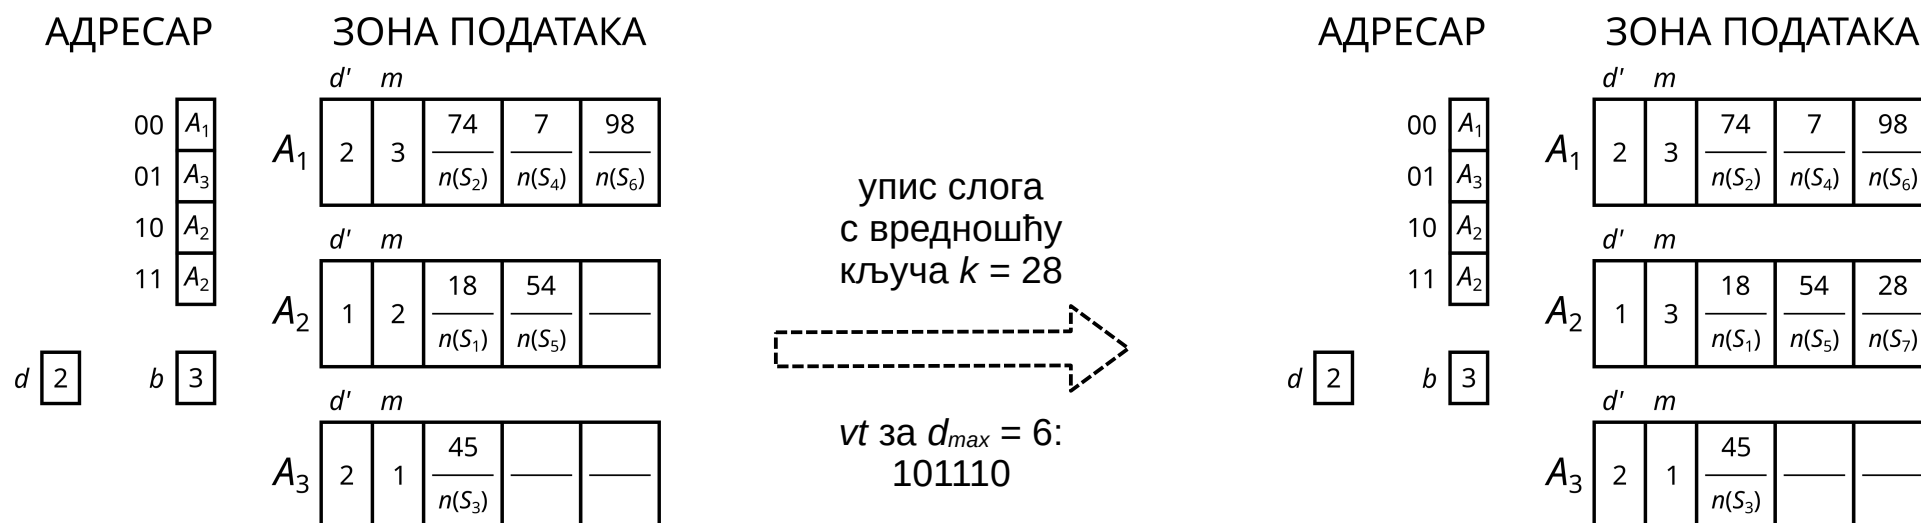 АДРЕСАР ЗОНА ПОДАТАКА
d' m
00 A1
01 A3
10 A2
11 A2
A1 2 3 74 7 98
n(S2) n(S4) n(S6)
d' m
A2 1 2 18 54
n(S1) n(S5)
d 2 b 3
d' m
A3 2 1 45
n(S3)
упис слога
с вредношћу
кључа k = 28
vt за dmax = 6:
101110
АДРЕСАР ЗОНА ПОДАТАКА
d' m
00 A1
01 A3
10 A2
11 A2
A1 2 3 74 7 98
n(S2) n(S4) n(S6)
d' m
A2 1 3 18 54 28
n(S1) n(S5) n(S7)
d 2 b 3
d' m
A3 2 1 45
n(S3)